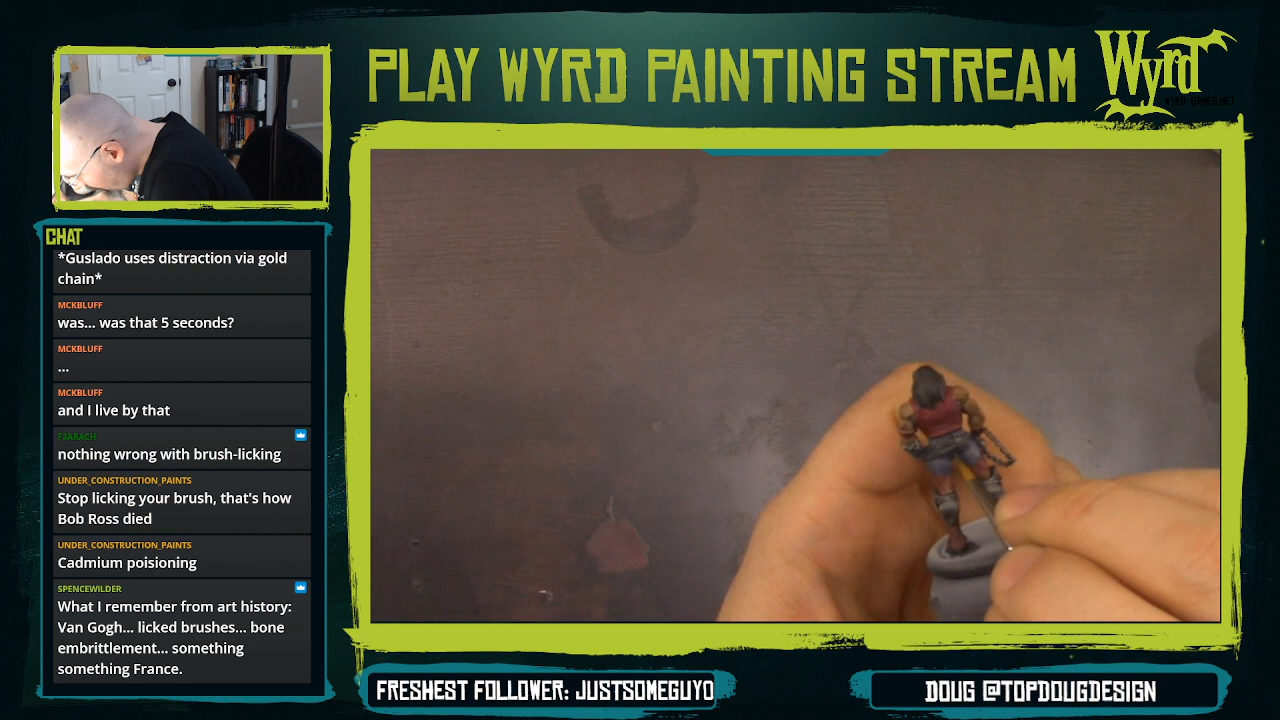 PLAY WYRD PAINTING STREAM
Wyrd
CHAT
*Guslado uses distraction via gold
chain*
MCKBLUFF
was... was that 5 seconds?
MCKBLUFF
...
MCKBLUFF
and I live by that
F3ARACH
nothing wrong with brush-licking
UNDER_CONSTRUCTION_PAINTS
Stop licking your brush, that's how
Bob Ross died
UNDER_CONSTRUCTION_PAINTS
Cadmium poisioning
SPENCEWILDER
What I remember from art history:
Van Gogh... licked brushes... bone
embrittlement... something
something France.
FRESHEST FOLLOWER: JUSTSOMEGUYO
DOUG @TOPDOUGDESIGN